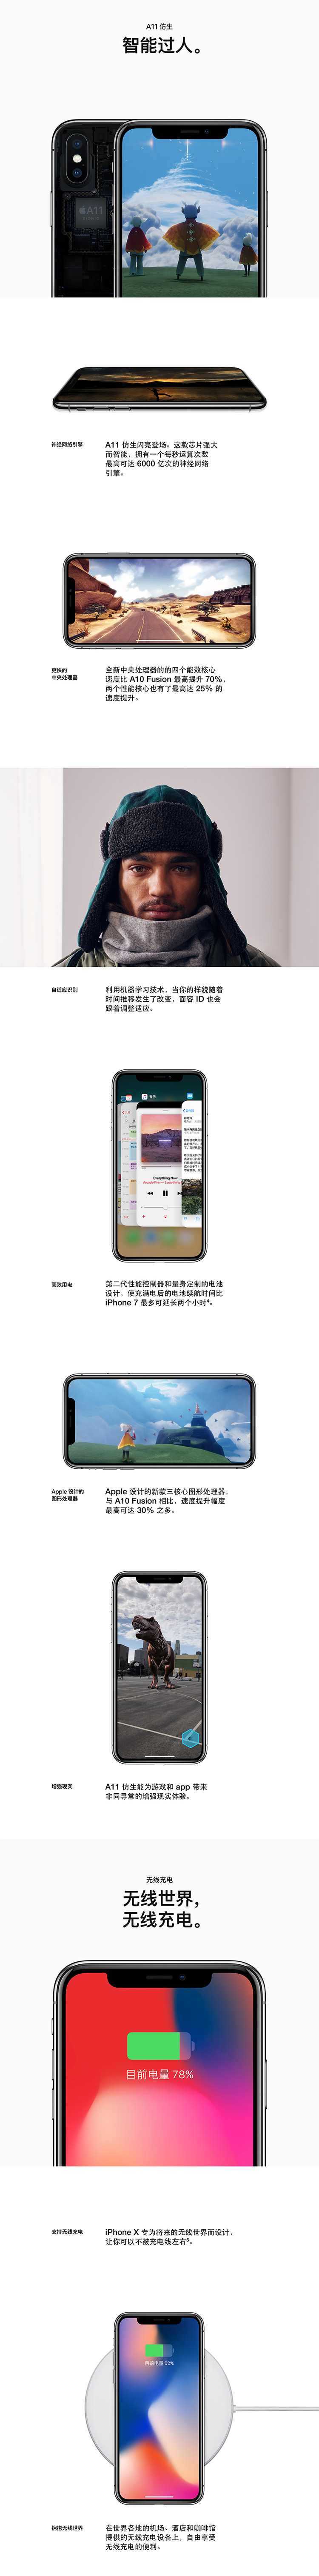 A11 仿生
智能过人。
A11
神经网络引擎
A11 仿生闪亮登场。这款芯片强大
而智能，拥有一个每秒运算次数
最高可达 6000 亿次的神经网络
引擎。
更快的
中央处理器
全新中央处理器的的四个能效核心
速度比 A10 Fusion 最高提升 70%，
两个性能核心也有了最高达 25% 的
速度提升。
自适应识别
利用机器学习技术，当你的样貌随着
时间推移发生了改变，面容 ID 也会
跟着调整适应。
音乐
Everything Now
Arcade Fire — Everything
高效用电
第二代性能控制器和量身定制的电池
设计，使充满电后的电池续航时间比
iPhone 7 最多可延长两个小时⁴。
Apple 设计的
图形处理器
Apple 设计的新款三核心图形处理器，
与 A10 Fusion 相比，速度提升幅度
最高可达 30% 之多。
增强现实
A11 仿生能为游戏和 app 带来
非同寻常的增强现实体验。
无线充电
无线世界，
无线充电。
目前电量 78%
支持无线充电
iPhone X 专为将来的无线世界而设计，
让你可以不被充电线左右⁵。
目前电量 62%
拥抱无线世界
在世界各地的机场、酒店和咖啡馆
提供的无线充电设备上，自由享受
无线充电的便利。